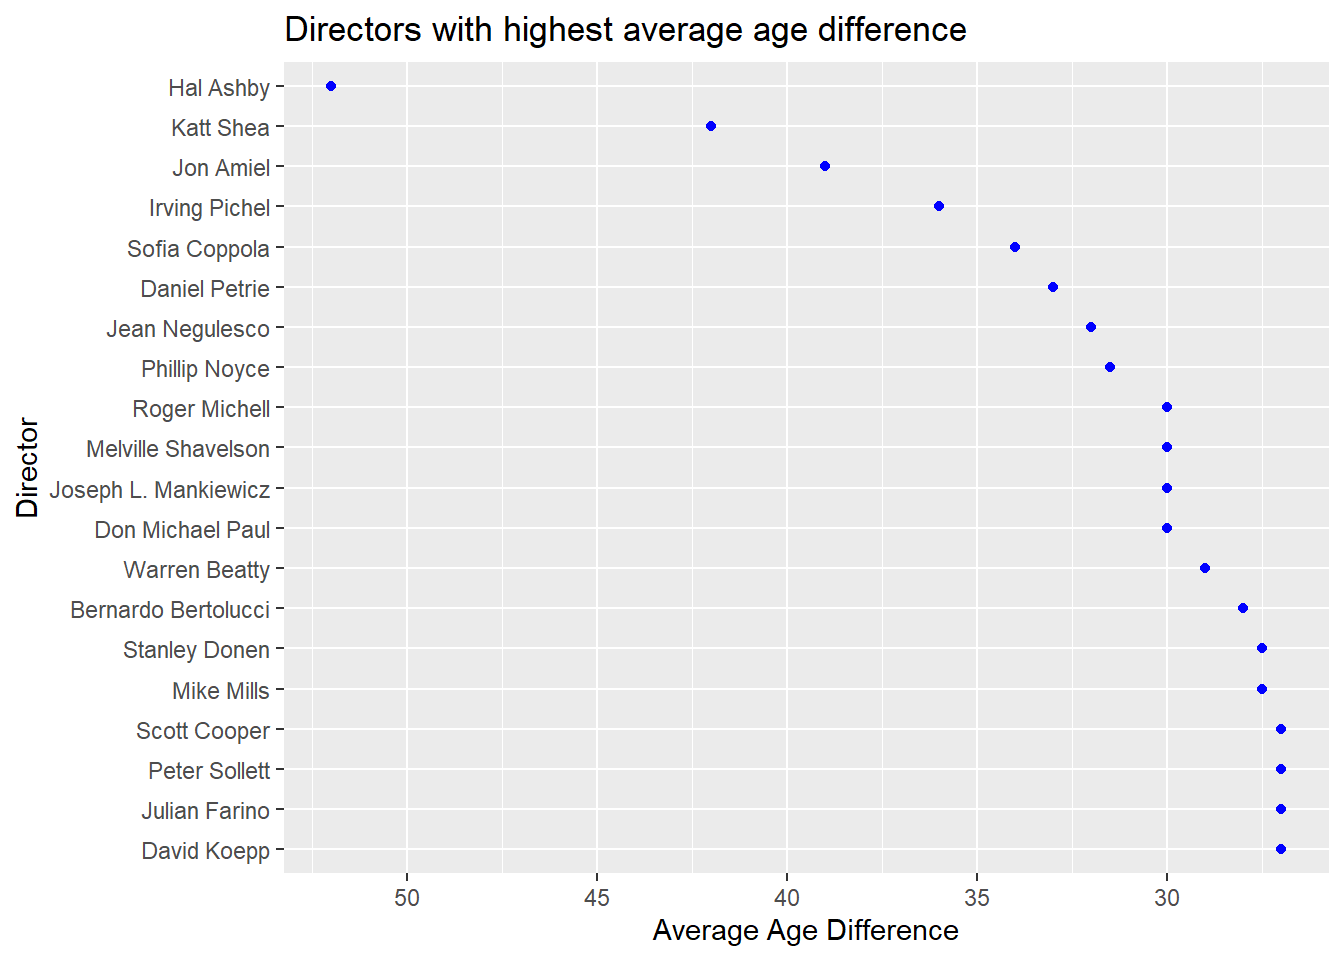 Directors with highest average age difference
Hal Ashby
Katt Shea
Jon Amiel
Irving Pichel
Sofia Coppola
Daniel Petrie
Jean Negulesco
Phillip Noyce
Roger Michell
Melville Shavelson
Joseph L. Mankiewicz
Don Michael Paul
Warren Beatty
Bernardo Bertolucci
Stanley Donen
Mike Mills
Scott Cooper
Peter Sollett
Julian Farino
David Koepp
Director
50 45 40 35 30
Average Age Difference